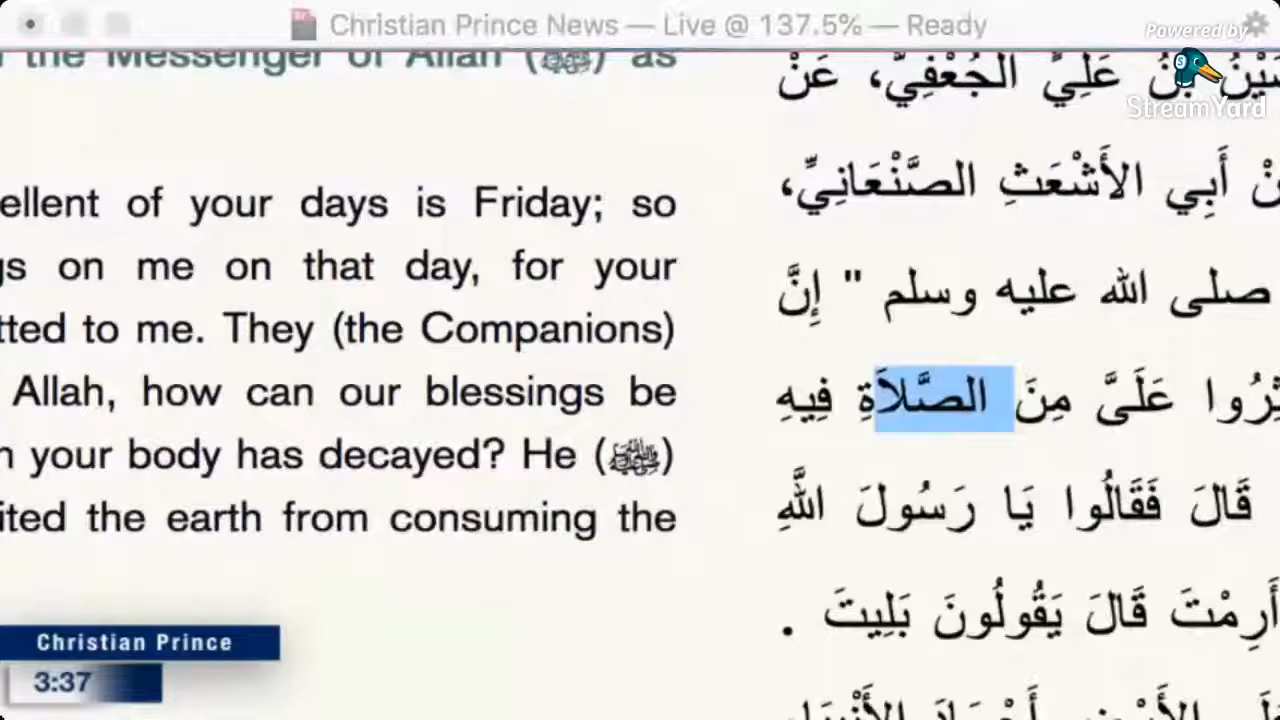 Christian Prince News — Live @ 137.5% — Ready
Powered by
StreamYard
the Messenger of Allah (ﷺ) as
ellent of your days is Friday; so
gs on me on that day, for your
tted to me. They (the Companions)
Allah, how can our blessings be
n your body has decayed? He (ﷺ)
ited the earth from consuming the
بْنُ عَلِيٍّ الْجُعْفِيُّ، عَنْ
أَبِي الأَشْعَثِ الصَّنْعَانِيِّ،
صلى الله عليه وسلم " إِنَّ
عَلَىَّ مِنَ الصَّلاَةِ فِيهِ
قَالَ فَقَالُوا يَا رَسُولَ اللَّهِ
أَرِمْتَ قَالَ يَقُولُونَ بَلِيتَ .
Christian Prince
3:37